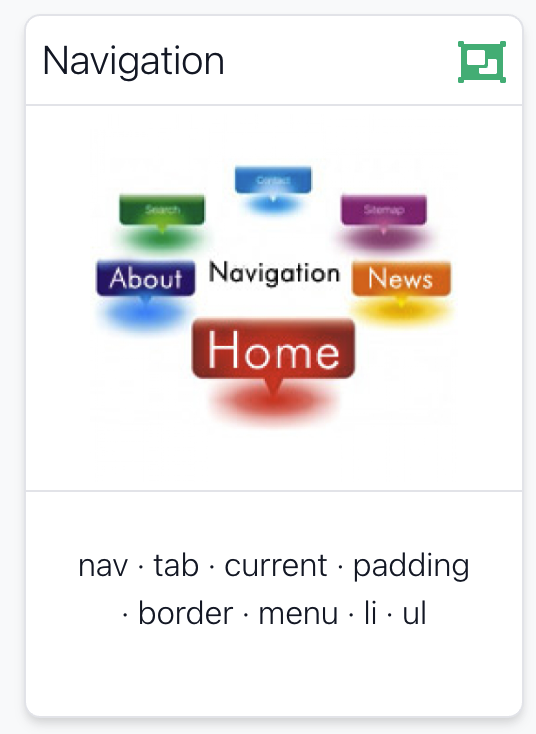 Navigation
Contact
Search
Sitemap
About
Navigation
News
Home
nav · tab · current · padding
· border · menu · li · ul